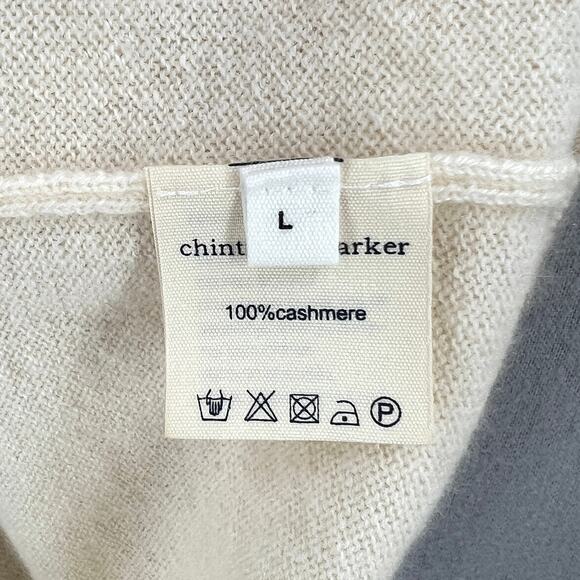 L
chint arker
100%cashmere
P